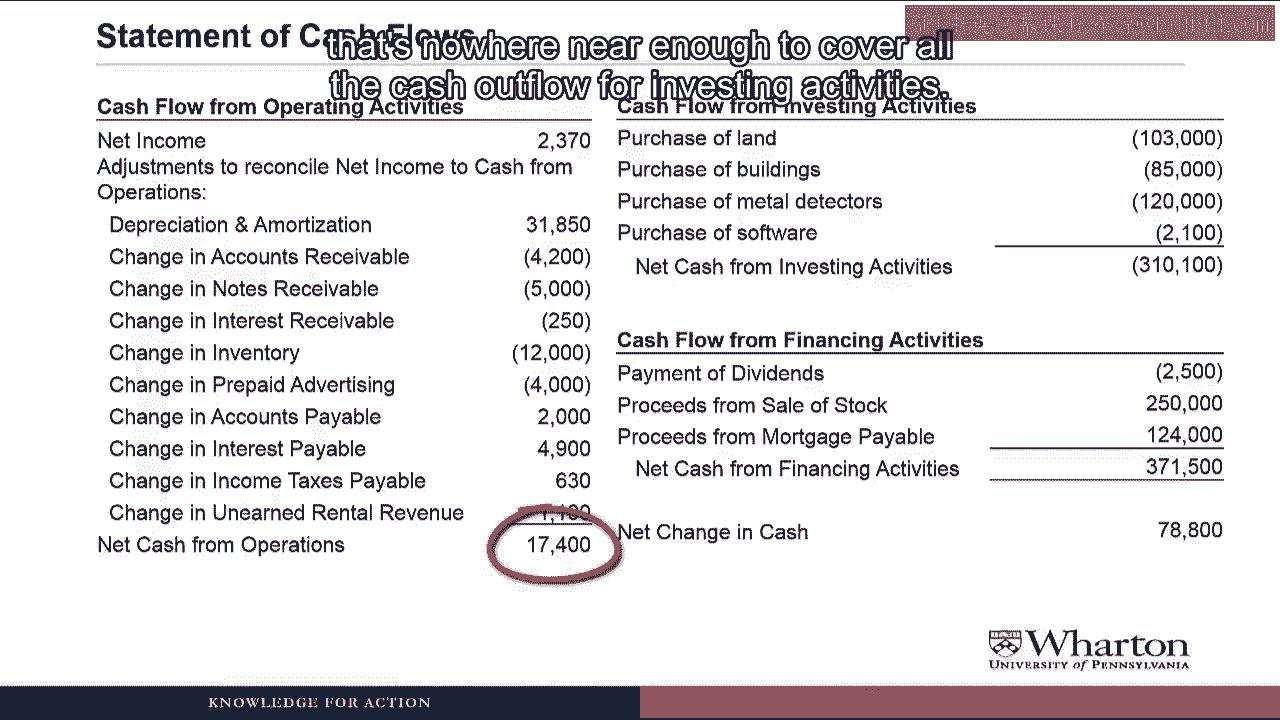 Statement of Cash Flows
that's nowhere near enough to cover all
the cash outflow for investing activities.
Cash Flow from Operating Activities
Net Income 2,370
Adjustments to reconcile Net Income to Cash from
Operations:
Depreciation & Amortization 31,850
Change in Accounts Receivable (4,200)
Change in Notes Receivable (5,000)
Change in Interest Receivable (250)
Change in Inventory (12,000)
Change in Prepaid Advertising (4,000)
Change in Accounts Payable 2,000
Change in Interest Payable 4,900
Change in Income Taxes Payable 630
Change in Unearned Rental Revenue 1,100
Net Cash from Operations 17,400
Cash Flow from Investing Activities
Purchase of land (103,000)
Purchase of buildings (85,000)
Purchase of metal detectors (120,000)
Purchase of software (2,100)
Net Cash from Investing Activities (310,100)
Cash Flow from Financing Activities
Payment of Dividends (2,500)
Proceeds from Sale of Stock 250,000
Proceeds from Mortgage Payable 124,000
Net Cash from Financing Activities 371,500
Net Change in Cash 78,800
Wharton
UNIVERSITY of PENNSYLVANIA
KNOWLEDGE FOR ACTION